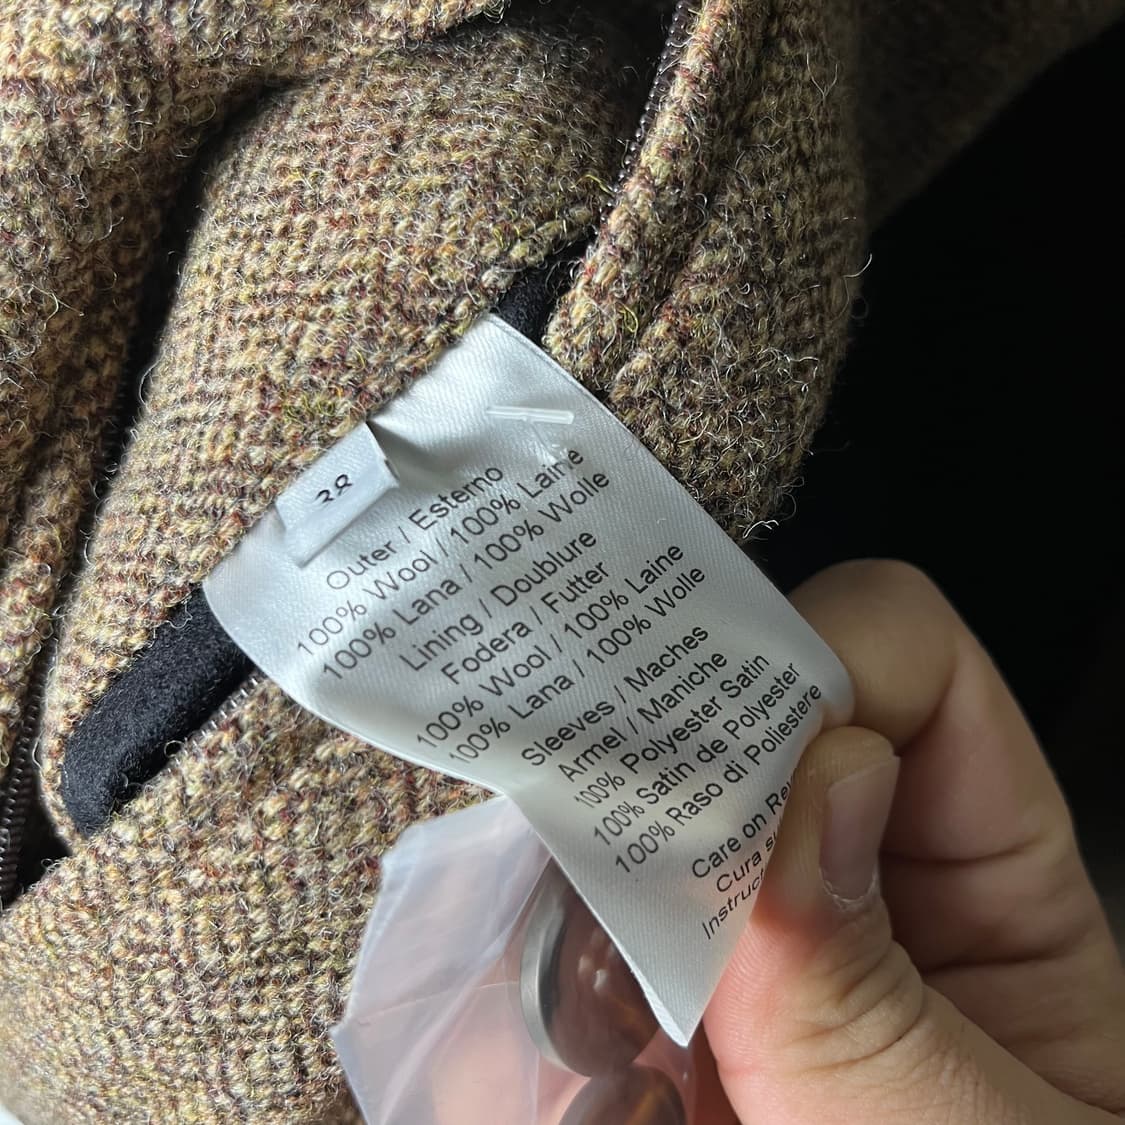 38
Outer / Esterno
100% Wool / 100% Laine
100% Lana / 100% Wolle
Lining / Doublure
Fodera / Futter
100% Wool / 100% Laine
100% Lana / 100% Wolle
Sleeves / Maches
Armel / Maniche
100% Polyester Satin
100% Satin de Polyester
100% Raso di Poliestere
Care on
Cura